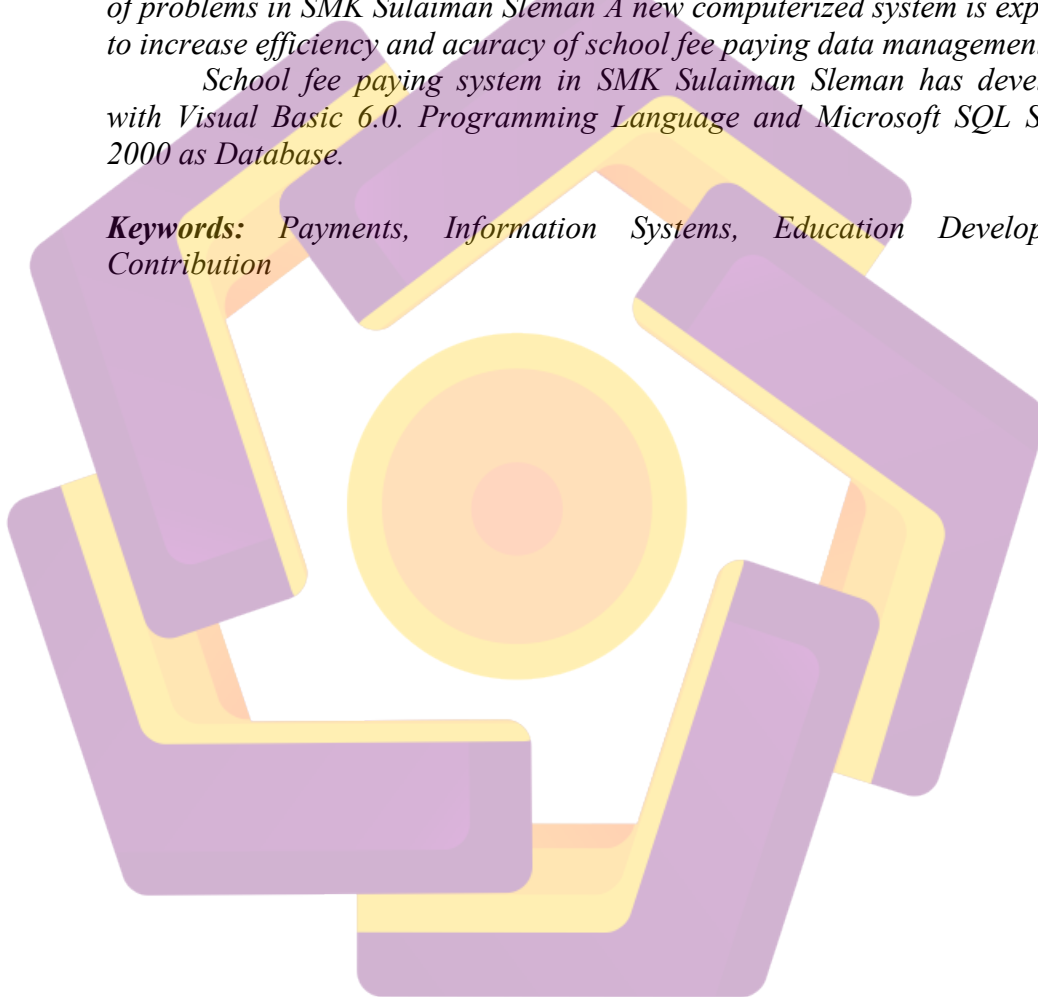 of problems in SMK Sulaiman Sleman A new computerized system is exp
to increase efficiency and acuracy of school fee paying data managemen
School fee paying system in SMK Sulaiman Sleman has devel
with Visual Basic 6.0. Programming Language and Microsoft SQL S
2000 as Database.
Keywords: Payments, Information Systems, Education Develop
Contribution